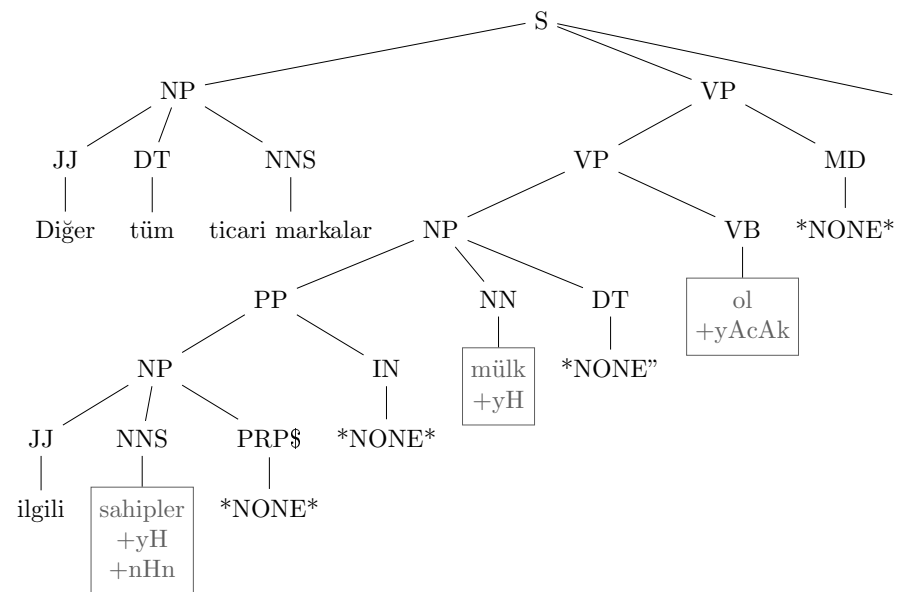 S
NP VP
JJ DT NNS VP MD
Diğer tüm ticari markalar NP VB *NONE*
PP NN DT ol
+yAcAk
NP IN mülk *NONE”
+yH
JJ NNS PRP$ *NONE*
ilgili sahipler *NONE*
+yH
+nHn